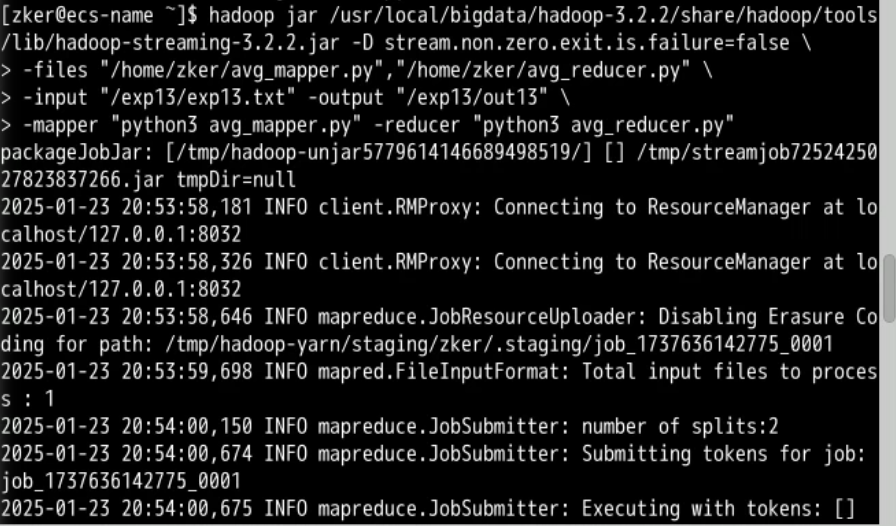 [zker@ecs-name ~]$ hadoop jar /usr/local/bigdata/hadoop-3.2.2/share/hadoop/tools
/lib/hadoop-streaming-3.2.2.jar -D stream.non.zero.exit.is.failure=false \
> -files "/home/zker/avg_mapper.py","/home/zker/avg_reducer.py" \
> -input "/exp13/exp13.txt" -output "/exp13/out13" \
> -mapper "python3 avg_mapper.py" -reducer "python3 avg_reducer.py"
packageJobJar: [/tmp/hadoop-unjar5779614146689498519/] [] /tmp/streamjob72524250
27823837266.jar tmpDir=null
2025-01-23 20:53:58,181 INFO client.RMProxy: Connecting to ResourceManager at lo
calhost/127.0.0.1:8032
2025-01-23 20:53:58,326 INFO client.RMProxy: Connecting to ResourceManager at lo
calhost/127.0.0.1:8032
2025-01-23 20:53:58,646 INFO mapreduce.JobResourceUploader: Disabling Erasure Co
ding for path: /tmp/hadoop-yarn/staging/zker/.staging/job_1737636142775_0001
2025-01-23 20:53:59,698 INFO mapred.FileInputFormat: Total input files to proces
s : 1
2025-01-23 20:54:00,150 INFO mapreduce.JobSubmitter: number of splits:2
2025-01-23 20:54:00,674 INFO mapreduce.JobSubmitter: Submitting tokens for job:
job_1737636142775_0001
2025-01-23 20:54:00,675 INFO mapreduce.JobSubmitter: Executing with tokens: []